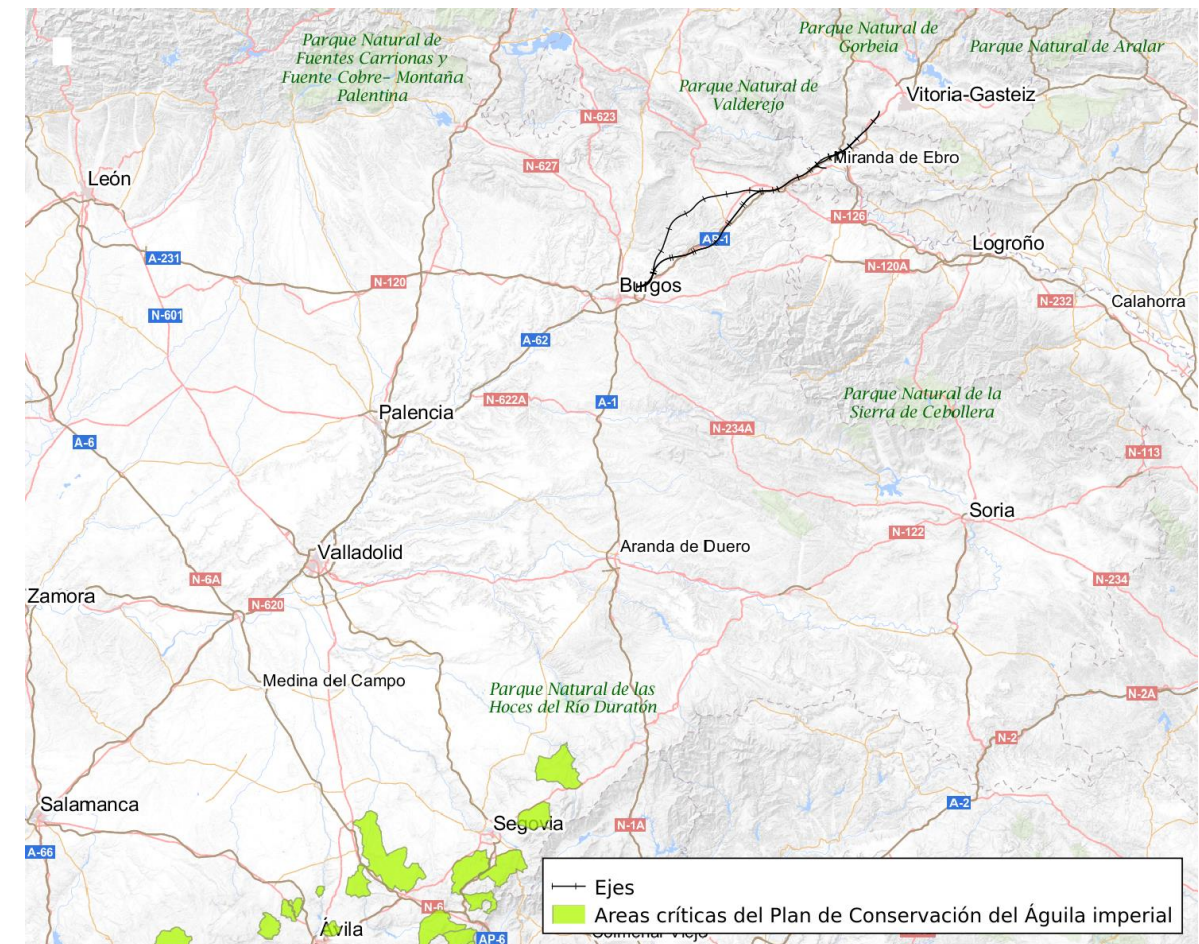 Parque Natural de
Fuentes Carrionas y
Fuente Cobre- Montaña
Palentina
Parque Natural de
Gorbeia
Parque Natural de Aralar
Parque Natural de
Valderejo
Vitoria-Gasteiz
N-623
Miranda de Ebro
N-627
León
N-126
AP-1
Logroño
A-231
N-120A
N-120
Burgos
N-232
Calahorra
N-601
A-62
Parque Natural de la
Sierra de Cebollera
N-622A
A-1
Palencia
N-234A
A-6
N-113
Soria
N-122
Aranda de Duero
Valladolid
N-6A
N-234
Zamora
N-620
Medina del Campo
Parque Natural de las
Hoces del Río Duratón
N-2A
N-2
Salamanca
A-2
Segovia
N-1A
A-66
Ejes
N-6
Areas críticas del Plan de Conservación del Águila imperial
Ávila
AP-6
Colmenar Viejo